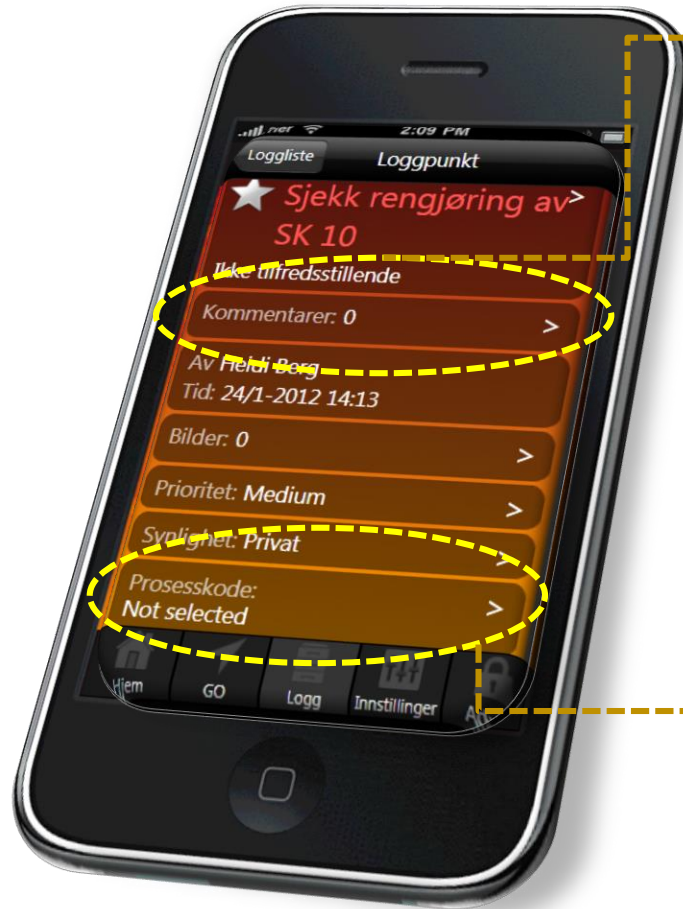 2:09 PM
Loggliste
Loggpunkt
Sjekk rengjøring av >
SK 10
Ikke tilfredsstillende
Kommentarer: 0 >
Av Heidi Berg
Tid: 24/1-2012 14:13
Bilder: 0 >
Prioritet: Medium >
Synlighet: Privat >
Prosesskode:
Not selected >
Hjem
GO
Logg
Innstillinger